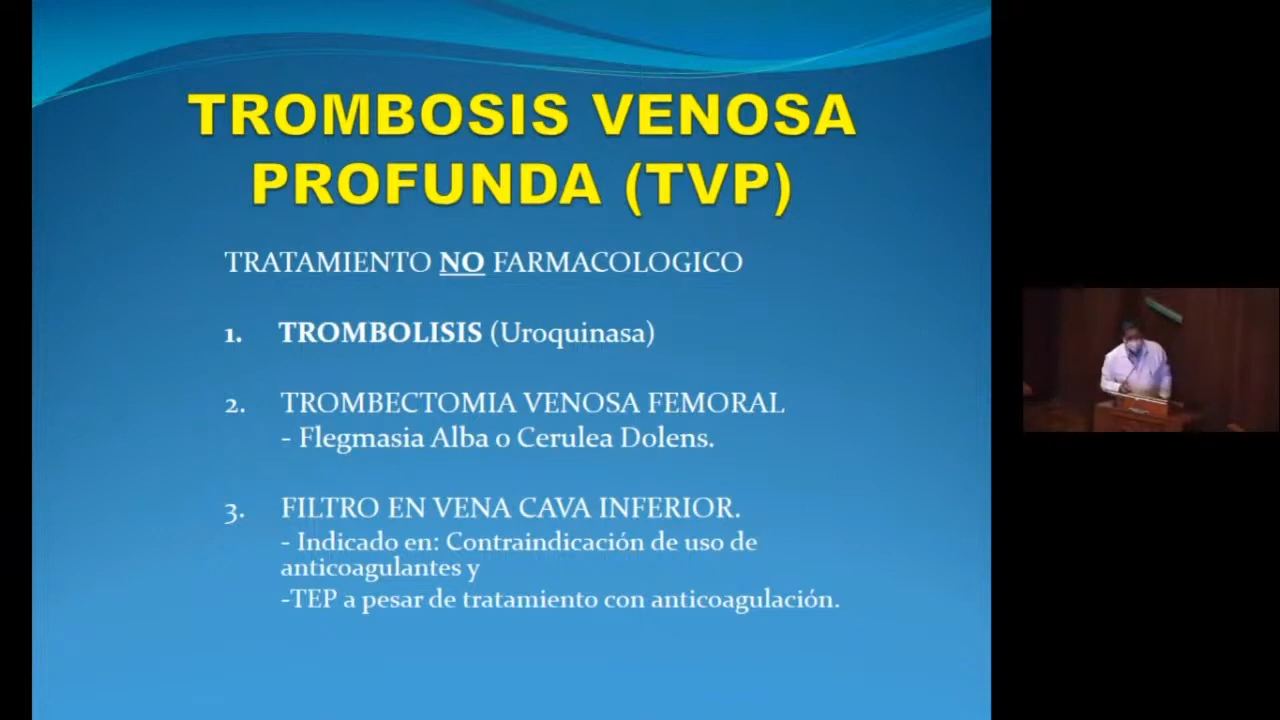 TROMBOSIS VENOSA
PROFUNDA (TVP)
TRATAMIENTO NO FARMACOLOGICO
1. TROMBOLISIS (Uroquinasa)
2. TROMBECTOMIA VENOSA FEMORAL
- Flegmasia Alba o Cerulea Dolens.
3. FILTRO EN VENA CAVA INFERIOR.
- Indicado en: Contraindicación de uso de
anticoagulantes y
-TEP a pesar de tratamiento con anticoagulación.